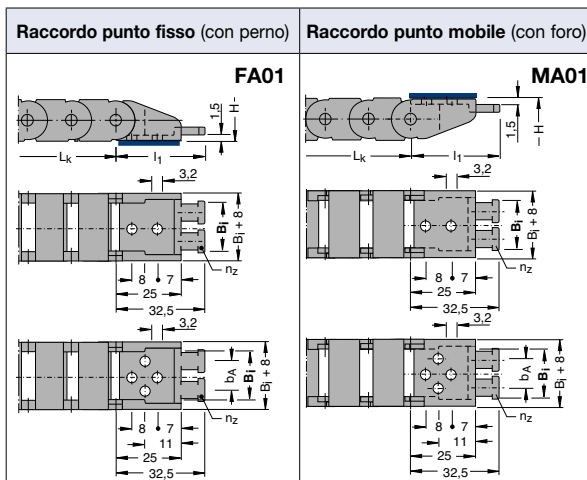 Raccordo punto fisso (con perno)
Raccordo punto mobile (con foro)
FA01
1,5
H
Lk
l1
3,2
Bi
Bi + 8
nz
8
7
25
32,5
3,2
bA
Bi
Bi + 8
nz
8
7
11
25
32,5
MA01
1,5
H
Lk
l1
3,2
Bi
Bi + 8
nz
8
7
25
32,5
3,2
bA
Bi
Bi + 8
nz
8
7
11
25
32,5